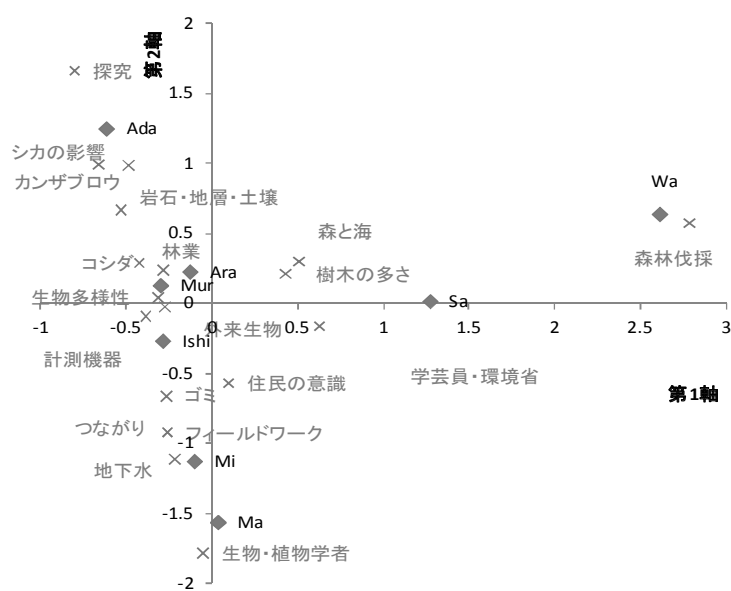 2
第2軸
探究
1.5
Ada
シカの影響
1
カンザブロウ
Wa
岩石・地層・土壌
0.5
森と海
森林伐採
林業
コシダ
樹木の多さ
Ara
Mur
生物多様性
0
Sa
-1
-0.5
0
0.5
1
1.5
2
2.5
3
外来生物
Ishi
計測機器
学芸員・環境省
-0.5
住民の意識
第1軸
ゴミ
つながり
フィールドワーク
-1
地下水
Mi
-1.5
Ma
生物・植物学者
-2